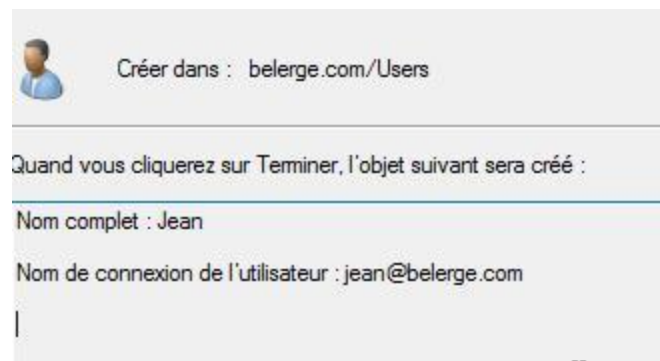 Créer dans : belerge.com/Users
Quand vous cliquerez sur Terminer, l'objet suivant sera créé :
Nom complet : Jean
Nom de connexion de l'utilisateur : jean@belerge.com